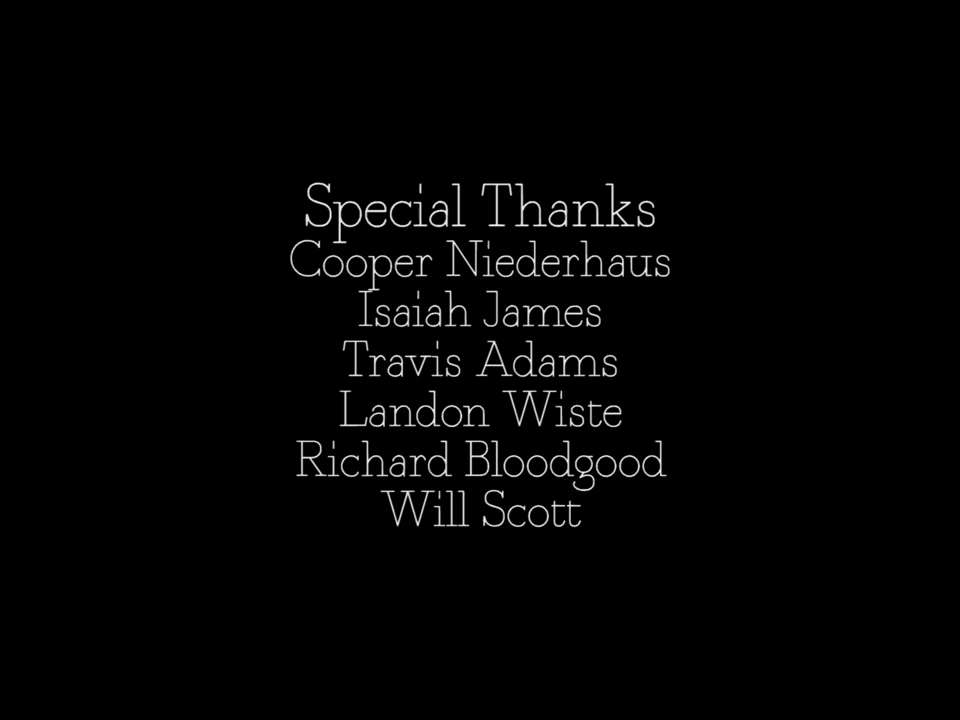 Special Thanks
Cooper Niederhaus
Isaiah James
Travis Adams
Landon Wiste
Richard Bloodgood
Will Scott